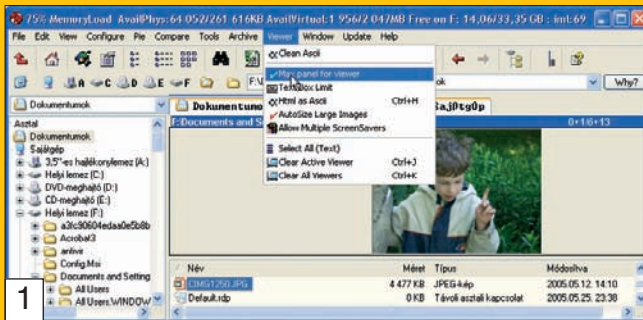 75% MemoryLoad AvailPhys:64 052/261 616KB AvailVirtual:1 956/2 047MB Free on F: 14,06/33,35 GB : iml:69
File Edit View Configure Pie Compare Tools Archive Viewer Window Update Help
Clean Ascii
Max panel for viewer
TextBox Limit
Html as Ascii Ctrl+H
AutoSize Large Images
Allow Multiple ScreenSavers
Select All (Text)
Clear Active Viewer Ctrl+J
Clear All Viewers Ctrl+K
A C D E F F:\
ok Why?
Dokumentumok
Asztal
Dokumentumok
Sajátgép
3,5"-es hajlékonylemez (A:)
Helyi lemez (C:)
DVD-meghajtó (D:)
CD-meghajtó (E:)
Helyi lemez (F:)
a3fc90604edaa0e5b8b
Acrobat3
antivir
Config.Msi
Documents and Setting
All Users
All Users.WINDOW
F:Documents and
0+1/6+13
Név Méret Típus Módosítva
CIMG1250.JPG 4 477 KB JPEG-kép 2005.05.12. 14:10
Default.rdp 0 KB Távoli asztali kapcsolat 2005.05.25. 23:38
1